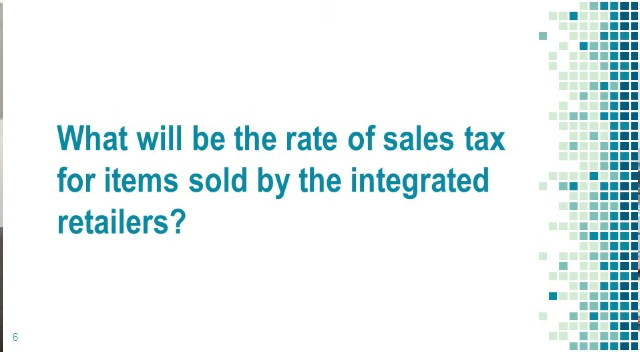 What will be the rate of sales tax
for items sold by the integrated
retailers?
6